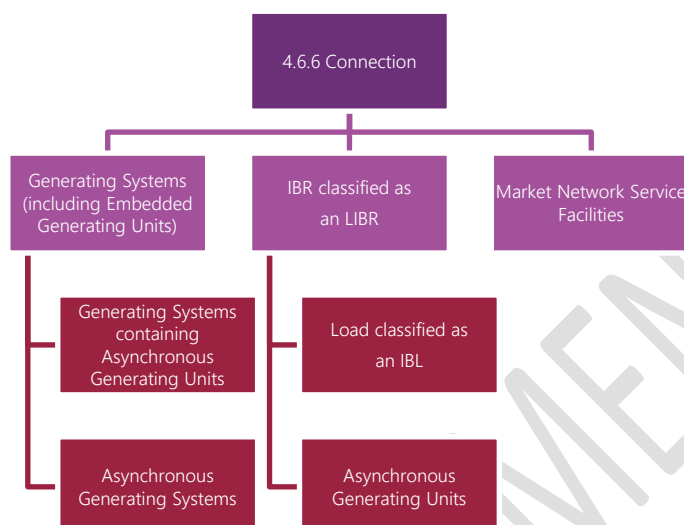 4.6.6 Connection
Generating Systems
(including Embedded
Generating Units)
IBR classified as
an LIBR
Market Network Service
Facilities
Generating Systems
containing
Asynchronous
Generating Units
Load classified as
an IBL
Asynchronous
Generating Systems
Asynchronous
Generating Units